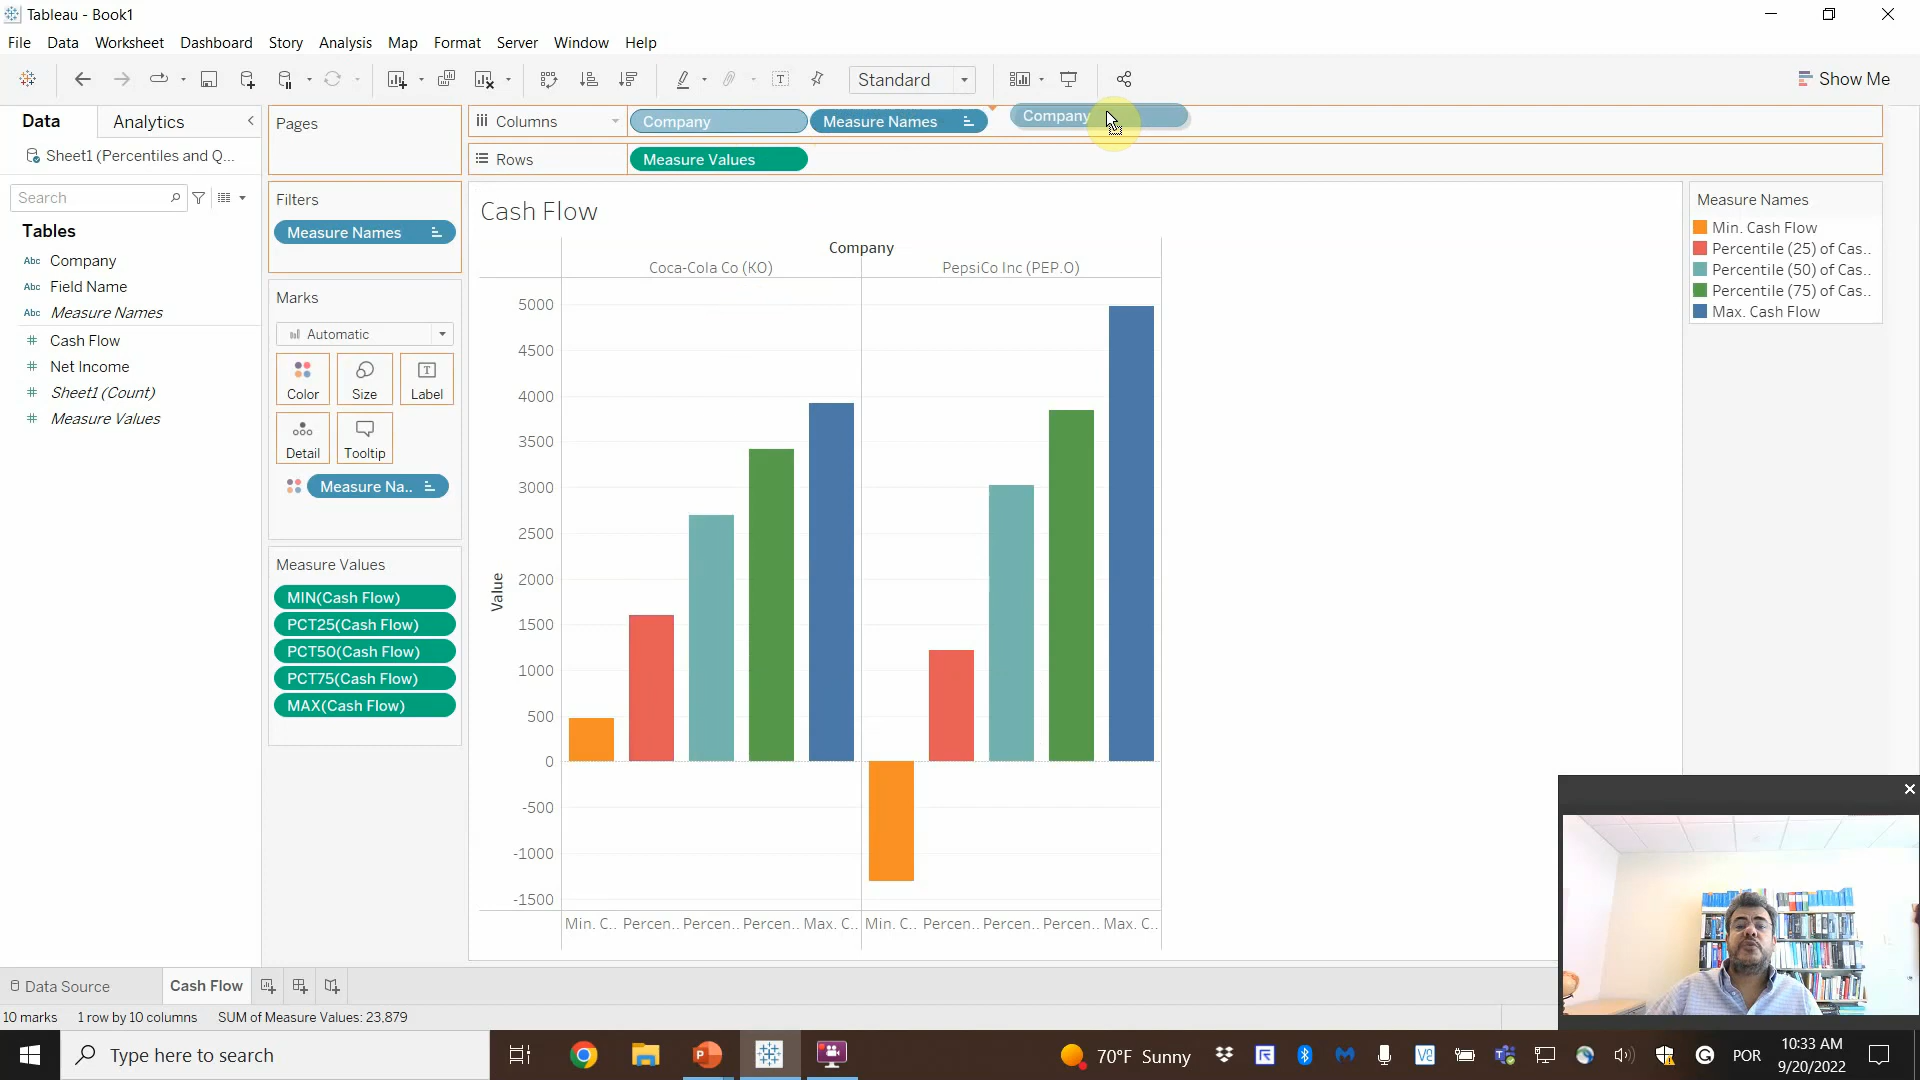 Tableau - Book1
File Data Worksheet Dashboard Story Analysis Map Format Server Window Help
Standard
Show Me
Data Analytics
Sheet1 (Percentiles and Q...
Search
Tables
Abc Company
Abc Field Name
Abc Measure Names
# Cash Flow
# Net Income
# Sheet1 (Count)
# Measure Values
Pages
Filters
Measure Names
Marks
Automatic
Color Size Label
Detail Tooltip
Measure Na..
Measure Values
MIN(Cash Flow)
PCT25(Cash Flow)
PCT50(Cash Flow)
PCT75(Cash Flow)
MAX(Cash Flow)
Columns Company Measure Names Company
Rows Measure Values
Cash Flow
Company
Coca-Cola Co (KO) PepsiCo Inc (PEP.O)
Value
5000
4500
4000
3500
3000
2500
2000
1500
1000
500
0
-500
-1000
-1500
Min. C.. Percen.. Percen.. Percen.. Max. C.. Min. C.. Percen.. Percen.. Percen.. Max. C..
Measure Names
Min. Cash Flow
Percentile (25) of Cas..
Percentile (50) of Cas..
Percentile (75) of Cas..
Max. Cash Flow
Data Source Cash Flow
10 marks 1 row by 10 columns SUM of Measure Values: 23,879
Type here to search
70°F Sunny
POR
10:33 AM
9/20/2022